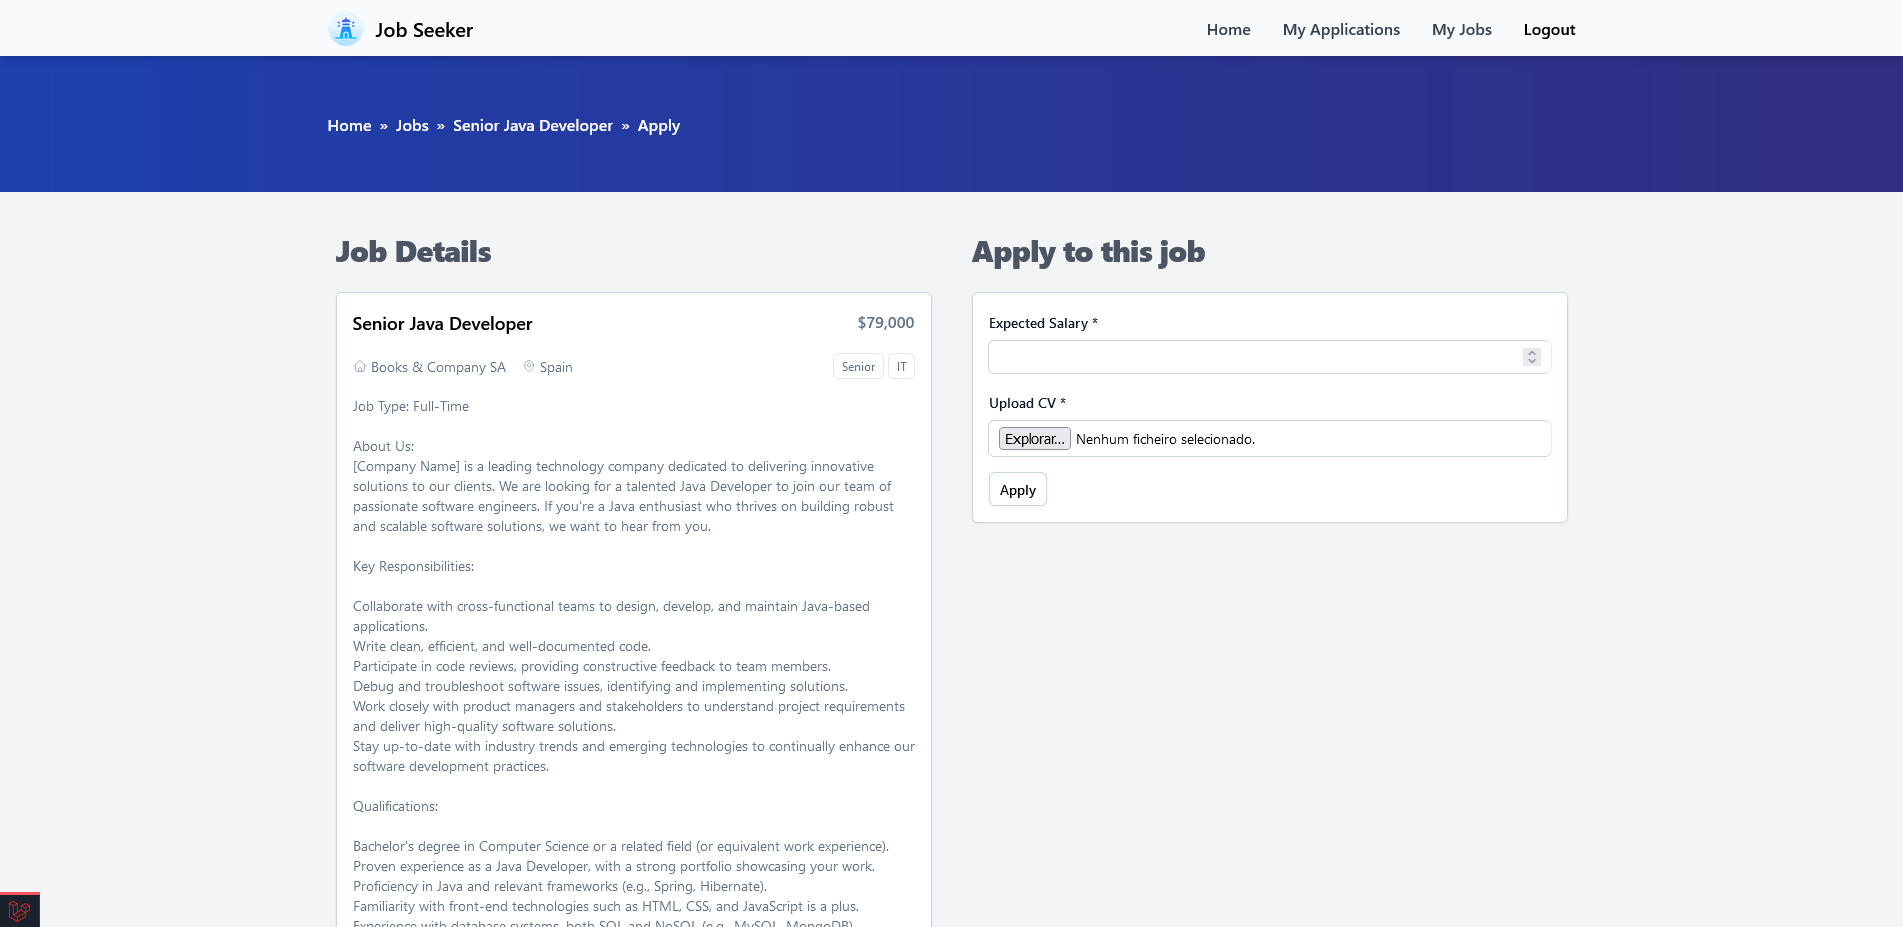 Job Seeker
Home My Applications My Jobs Logout
Home » Jobs » Senior Java Developer » Apply
Job Details
Senior Java Developer $79,000
Books & Company SA Spain Senior IT
Job Type: Full-Time
About Us:
[Company Name] is a leading technology company dedicated to delivering innovative
solutions to our clients. We are looking for a talented Java Developer to join our team of
passionate software engineers. If you're a Java enthusiast who thrives on building robust
and scalable software solutions, we want to hear from you.
Key Responsibilities:
Collaborate with cross-functional teams to design, develop, and maintain Java-based
applications.
Write clean, efficient, and well-documented code.
Participate in code reviews, providing constructive feedback to team members.
Debug and troubleshoot software issues, identifying and implementing solutions.
Work closely with product managers and stakeholders to understand project requirements
and deliver high-quality software solutions.
Stay up-to-date with industry trends and emerging technologies to continually enhance our
software development practices.
Qualifications:
Bachelor's degree in Computer Science or a related field (or equivalent work experience).
Proven experience as a Java Developer, with a strong portfolio showcasing your work.
Proficiency in Java and relevant frameworks (e.g., Spring, Hibernate).
Familiarity with front-end technologies such as HTML, CSS, and JavaScript is a plus.
Experience with database systems, both SQL and NoSQL (e.g., MySQL, MongoDB).
Apply to this job
Expected Salary *
Upload CV *
Explorar... Nenhum ficheiro selecionado.
Apply